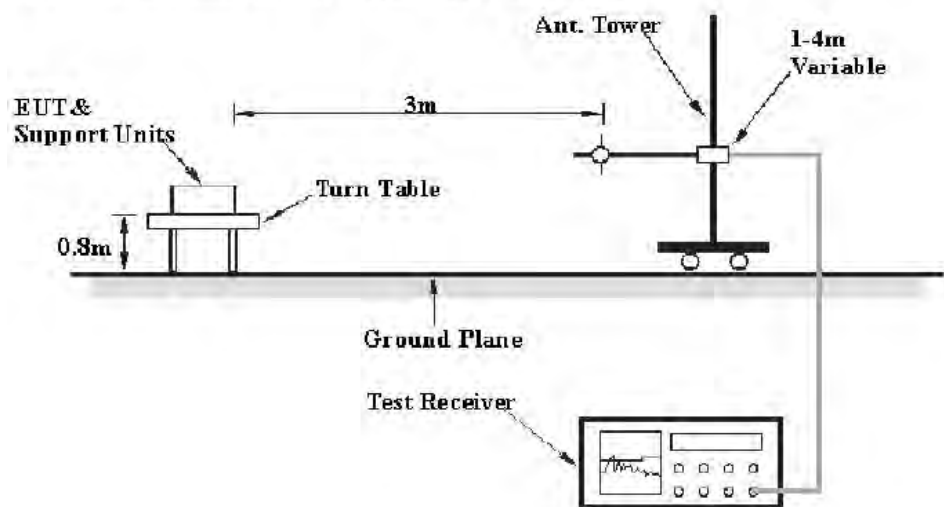 Ant. Tower
1-4m
Variable
EUT&
Support Units
3m
Turn Table
0.8m
Ground Plane
Test Receiver